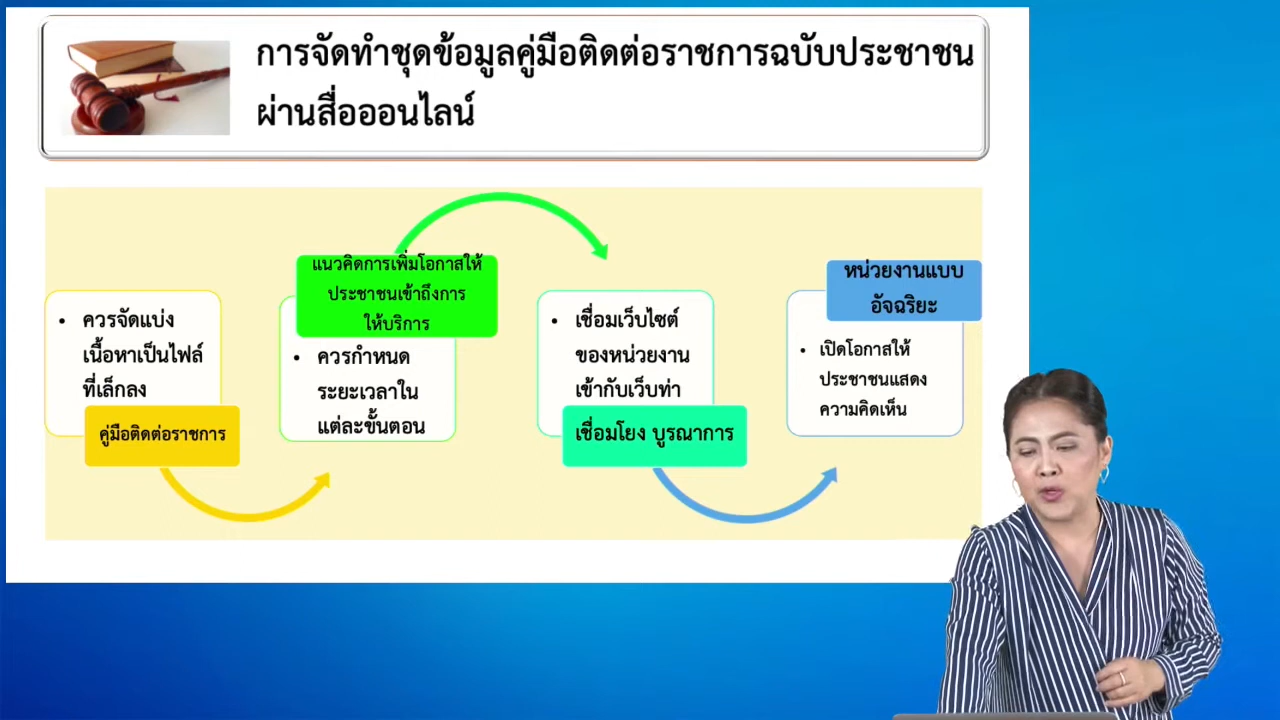 การจัดทำชุดข้อมูลคู่มือติดต่อราชการฉบับประชาชน
ผ่านสื่อออนไลน์
• ควรจัดแบ่ง
เนื้อหาเป็นไฟล์
ที่เล็กลง
คู่มือติดต่อราชการ
แนวคิดการเพิ่มโอกาสให้
ประชาชนเข้าถึงการ
ให้บริการ
• ควรกำหนด
ระยะเวลาใน
แต่ละขั้นตอน
• เชื่อมเว็บไซต์
ของหน่วยงาน
เข้ากับเว็บท่า
เชื่อมโยง บูรณาการ
หน่วยงานแบบ
อัจฉริยะ
• เปิดโอกาสให้
ประชาชนแสดง
ความคิดเห็น